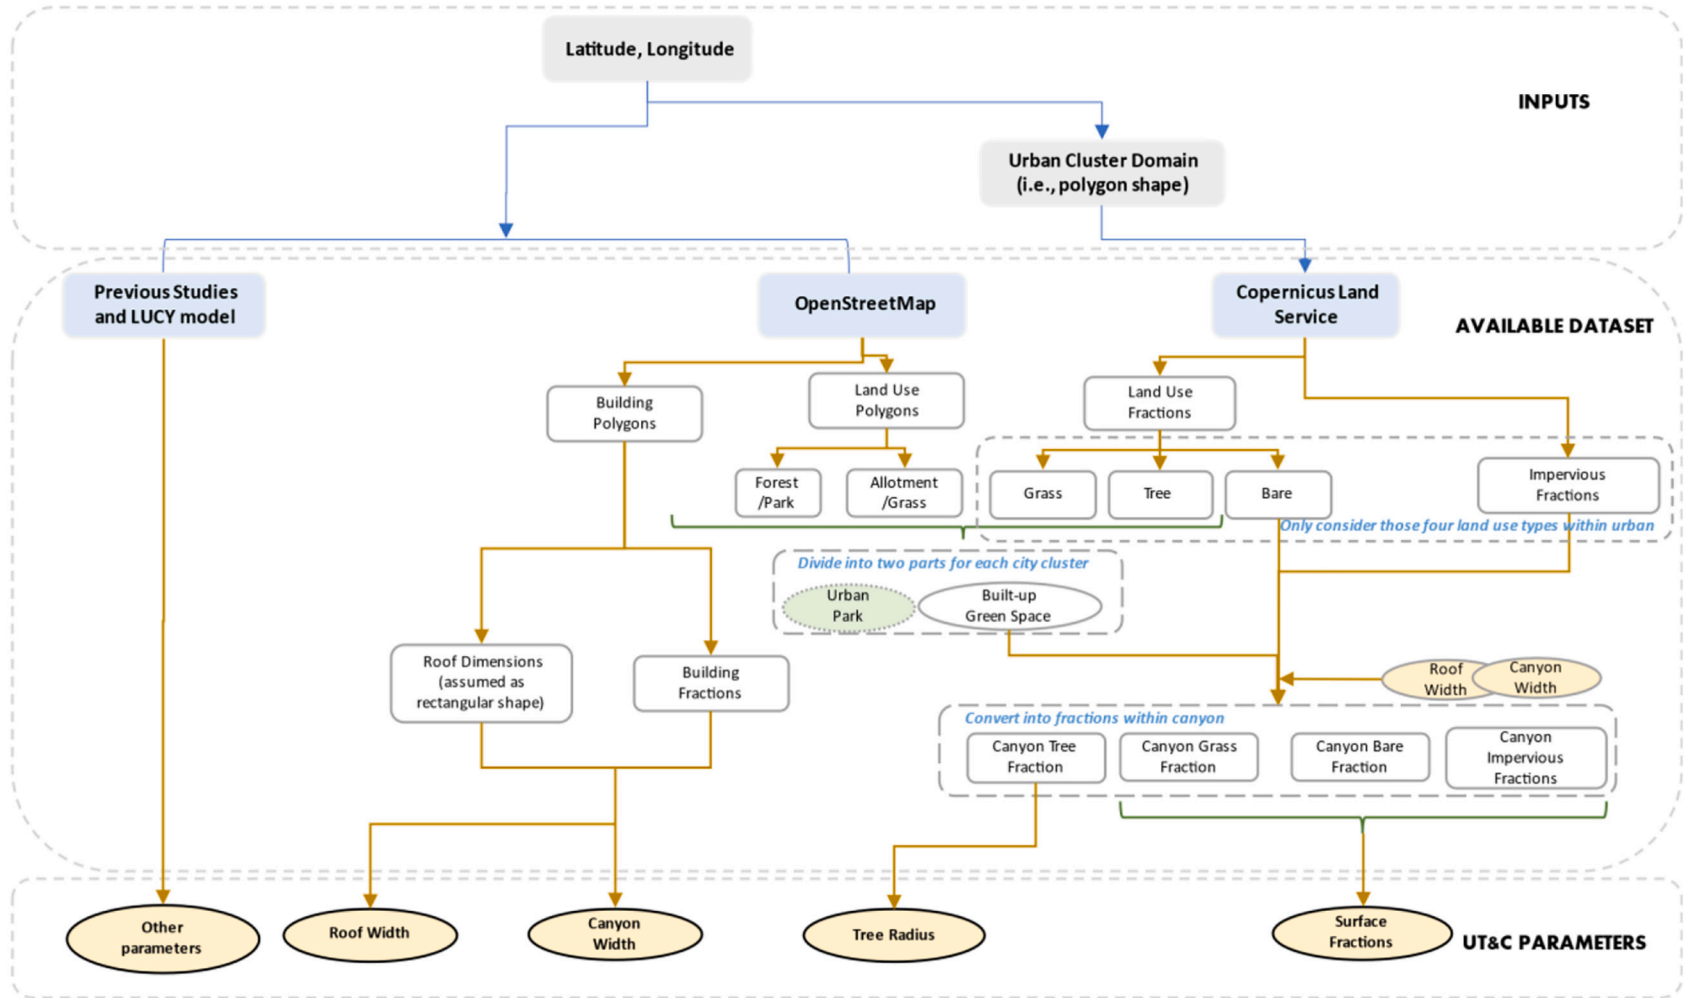 Latitude, Longitude
INPUTS
Urban Cluster Domain
(i.e., polygon shape)
Previous Studies
and LUCY model
OpenStreetMap
Copernicus Land
Service
AVAILABLE DATASET
Building
Polygons
Land Use
Polygons
Land Use
Fractions
Forest
/Park
Allotment
/Grass
Grass
Tree
Bare
Impervious
Fractions
Only consider those four land use types within urban
Divide into two parts for each city cluster
Urban
Park
Built-up
Green Space
Roof Dimensions
(assumed as
rectangular shape)
Building
Fractions
Roof
Width
Canyon
Width
Convert into fractions within canyon
Canyon Tree
Fraction
Canyon Grass
Fraction
Canyon Bare
Fraction
Canyon
Impervious
Fractions
Other
parameters
Roof Width
Canyon
Width
Tree Radius
Surface
Fractions
UT&C PARAMETERS